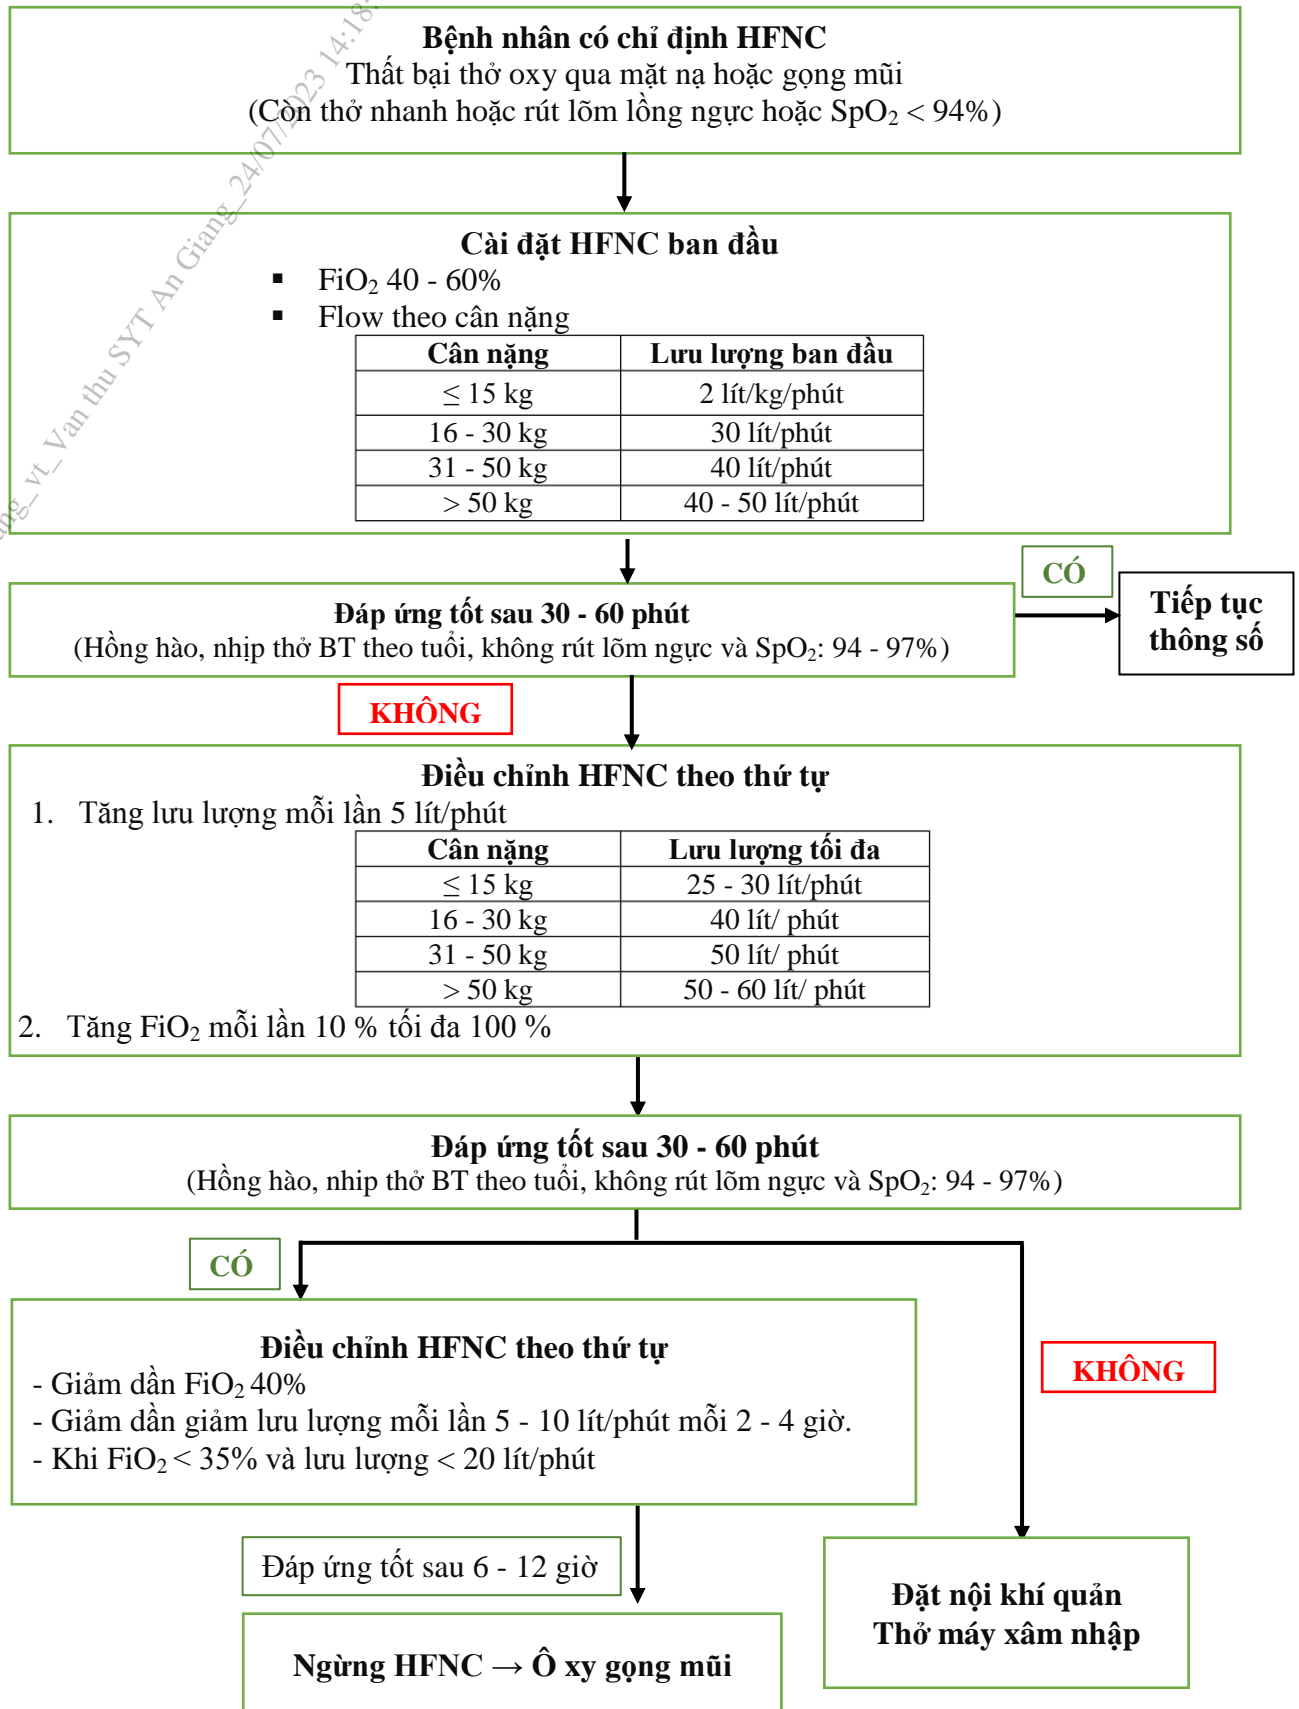 Bệnh nhân có chỉ định HFNC
Thất bại thở oxy qua mặt nạ hoặc gọng mũi
(Còn thở nhanh hoặc rút lõm lồng ngực hoặc SpO₂ < 94%)
Cài đặt HFNC ban đầu
▪ FiO₂ 40 - 60%
▪ Flow theo cân nặng
Cân nặng Lưu lượng ban đầu
≤ 15 kg 2 lít/kg/phút
16 - 30 kg 30 lít/phút
31 - 50 kg 40 lít/phút
> 50 kg 40 - 50 lít/phút
Đáp ứng tốt sau 30 - 60 phút
(Hồng hào, nhịp thở BT theo tuổi, không rút lõm ngực và SpO₂: 94 - 97%)
CÓ
Tiếp tục
thông số
KHÔNG
Điều chỉnh HFNC theo thứ tự
1. Tăng lưu lượng mỗi lần 5 lít/phút
Cân nặng Lưu lượng tối đa
≤ 15 kg 25 - 30 lít/phút
16 - 30 kg 40 lít/ phút
31 - 50 kg 50 lít/ phút
> 50 kg 50 - 60 lít/ phút
2. Tăng FiO₂ mỗi lần 10 % tối đa 100 %
Đáp ứng tốt sau 30 - 60 phút
(Hồng hào, nhip thở BT theo tuổi, không rút lõm ngực và SpO₂: 94 - 97%)
CÓ
Điều chỉnh HFNC theo thứ tự
- Giảm dần FiO₂ 40%
- Giảm dần giảm lưu lượng mỗi lần 5 - 10 lít/phút mỗi 2 - 4 giờ.
- Khi FiO₂ < 35% và lưu lượng < 20 lít/phút
KHÔNG
Đáp ứng tốt sau 6 - 12 giờ
Đặt nội khí quản
Thở máy xâm nhập
Ngừng HFNC → Ô xy gọng mũi
vt_Van thu SYT An Giang_24/07/2023 14:18: